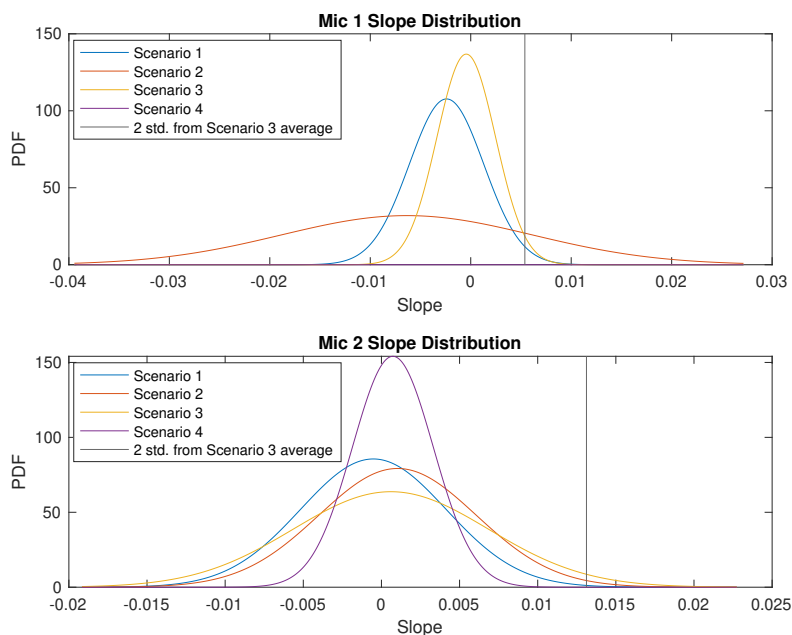 Mic 1 Slope Distribution
150
100
50
0
PDF
Scenario 1
Scenario 2
Scenario 3
Scenario 4
2 std. from Scenario 3 average
-0.04 -0.03 -0.02 -0.01 0 0.01 0.02 0.03
Slope
Mic 2 Slope Distribution
150
100
50
0
PDF
Scenario 1
Scenario 2
Scenario 3
Scenario 4
2 std. from Scenario 3 average
-0.02 -0.015 -0.01 -0.005 0 0.005 0.01 0.015 0.02 0.025
Slope